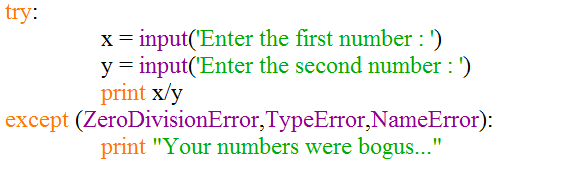 try:
x = input('Enter the first number : ')
y = input('Enter the second number : ')
print x/y
except (ZeroDivisionError,TypeError,NameError):
print "Your numbers were bogus..."